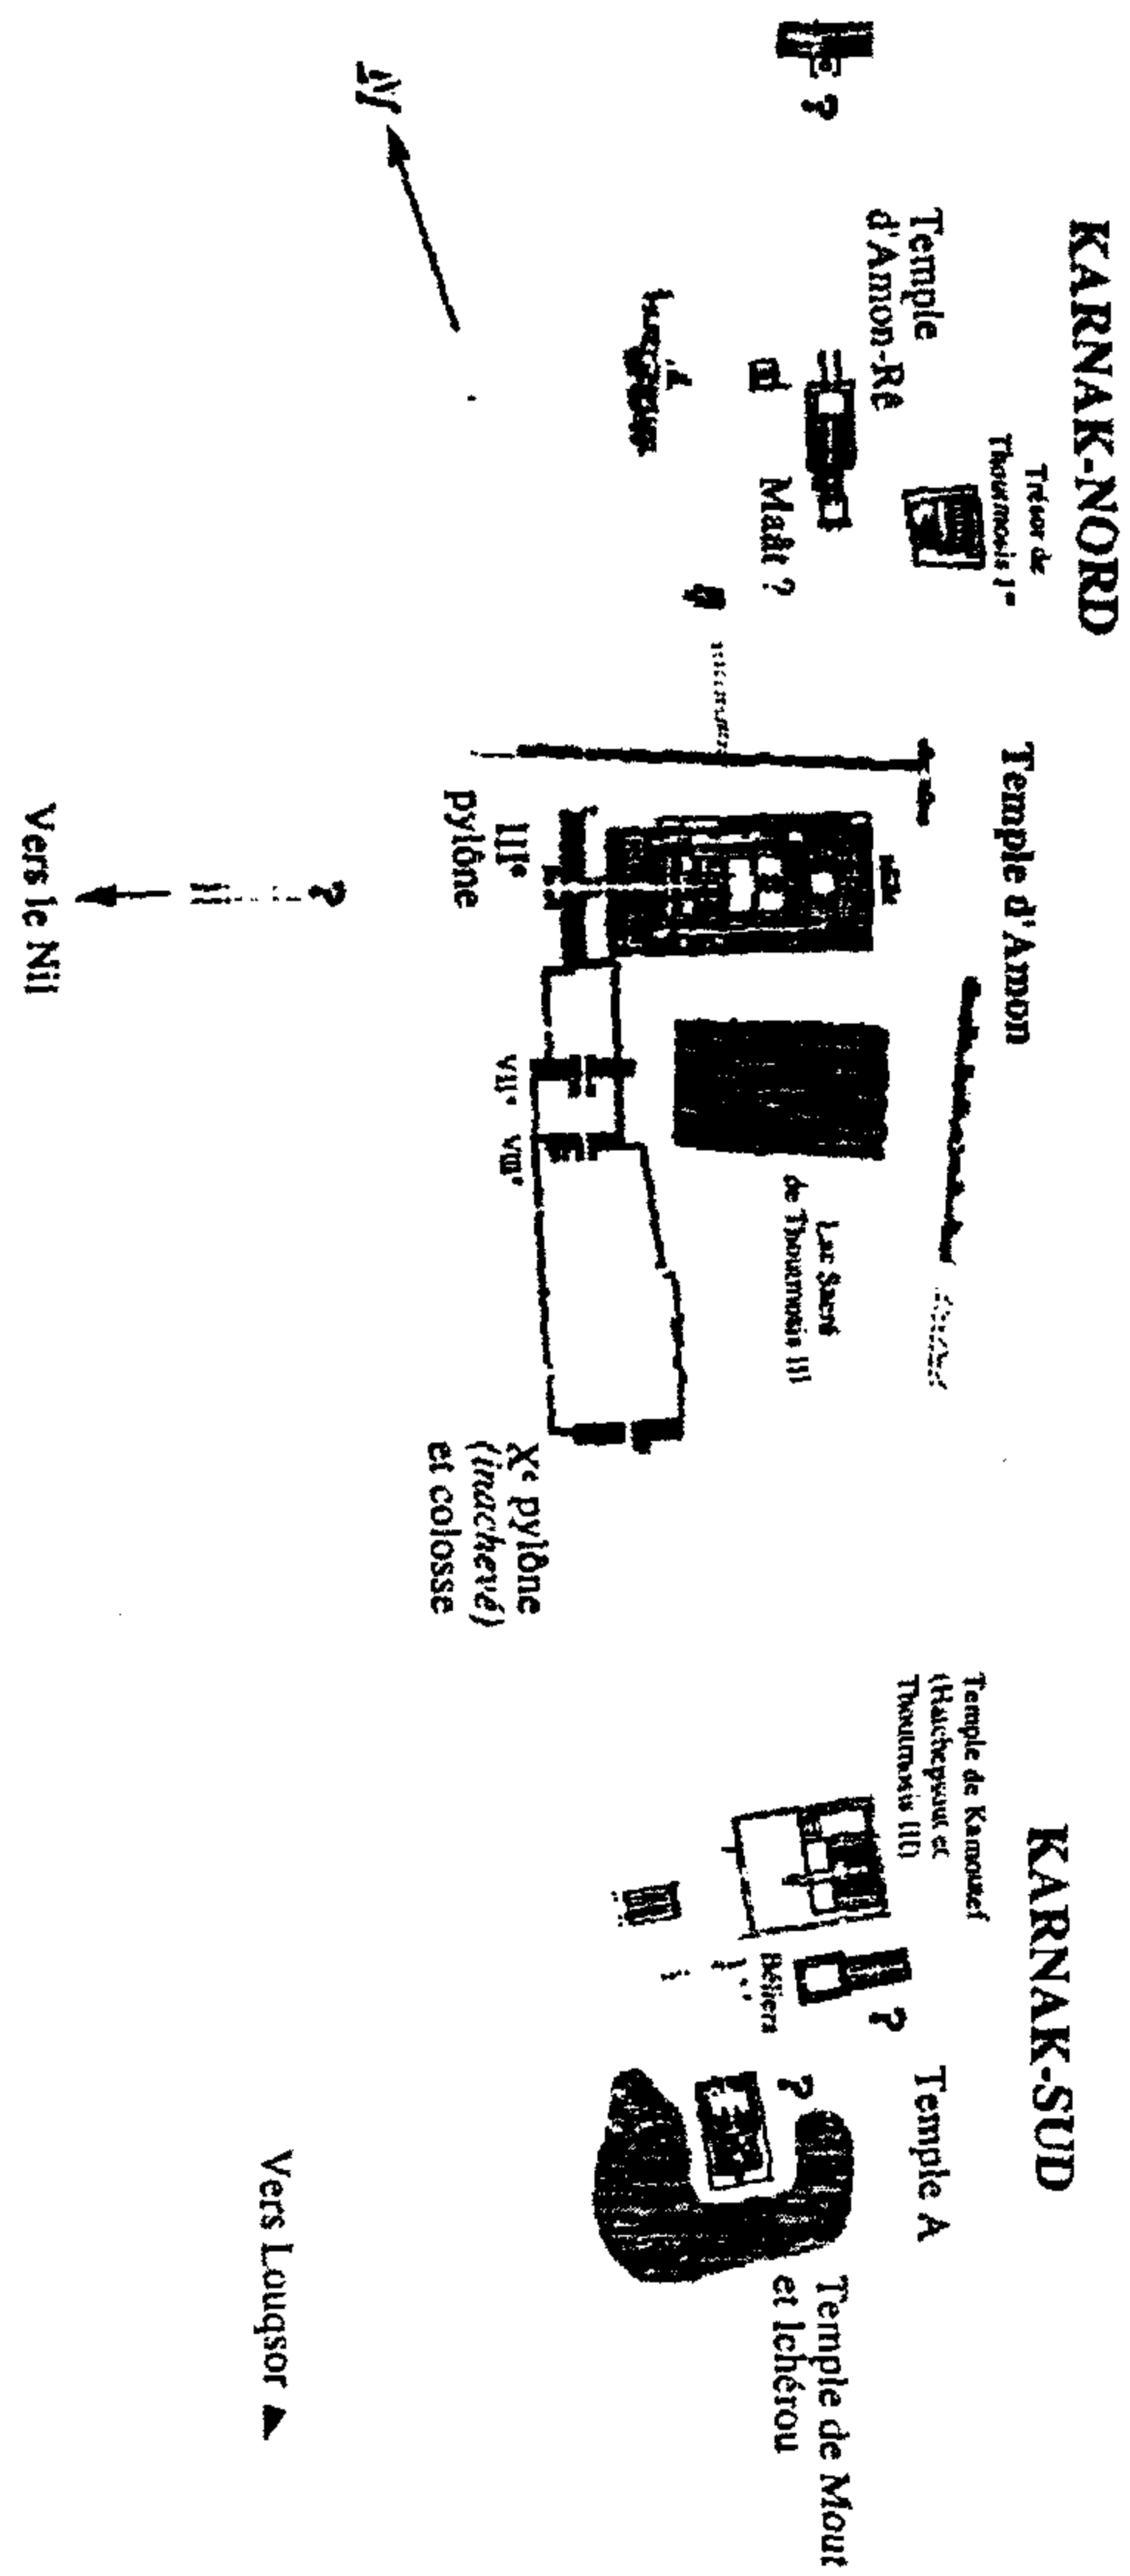 KARNAK-NORD
Temple
d'Amon-Rê
Trésor de
Thoutmosis Iᵉʳ
Maât ?
?
N
Temple d'Amon
IIIᵉ
pylône
VIIᵉ
VIIIᵉ
Lac Sacré
de Thoutmosis III
Xᵉ pylône
(inachevé)
et colosse
?
Vers le Nil
KARNAK-SUD
Temple de Kamoutef
(Hatchepsout et
Thoutmosis III)
Béliers
?
Temple A
?
Temple de Mout
et Ichérou
Vers Louqsor